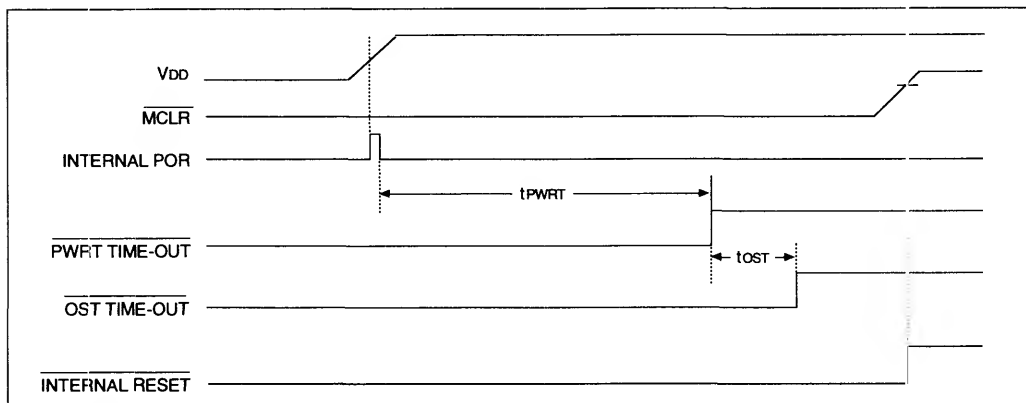 VDD
MCLR
INTERNAL POR
tPWRT
PWRT TIME-OUT
tOST
OST TIME-OUT
INTERNAL RESET